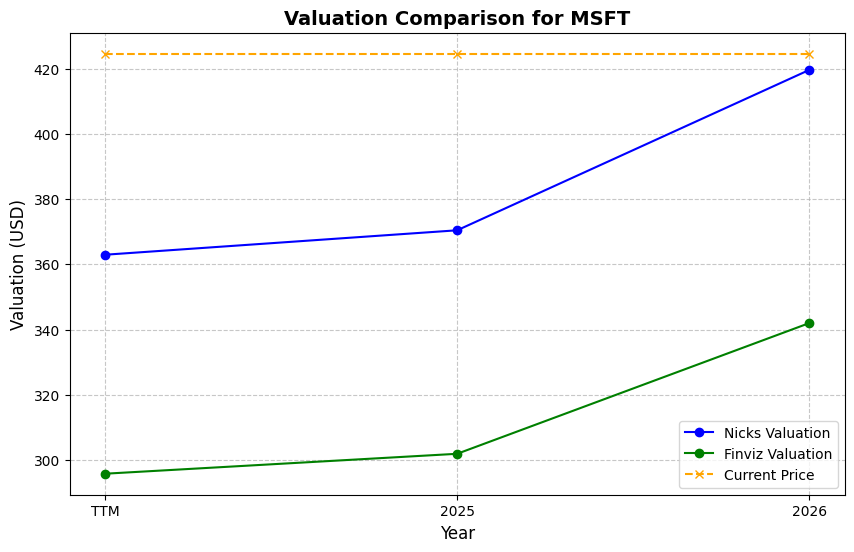 Valuation Comparison for MSFT
Valuation (USD)
420
400
380
360
340
320
300
Nicks Valuation
Finviz Valuation
Current Price
TTM
2025
2026
Year